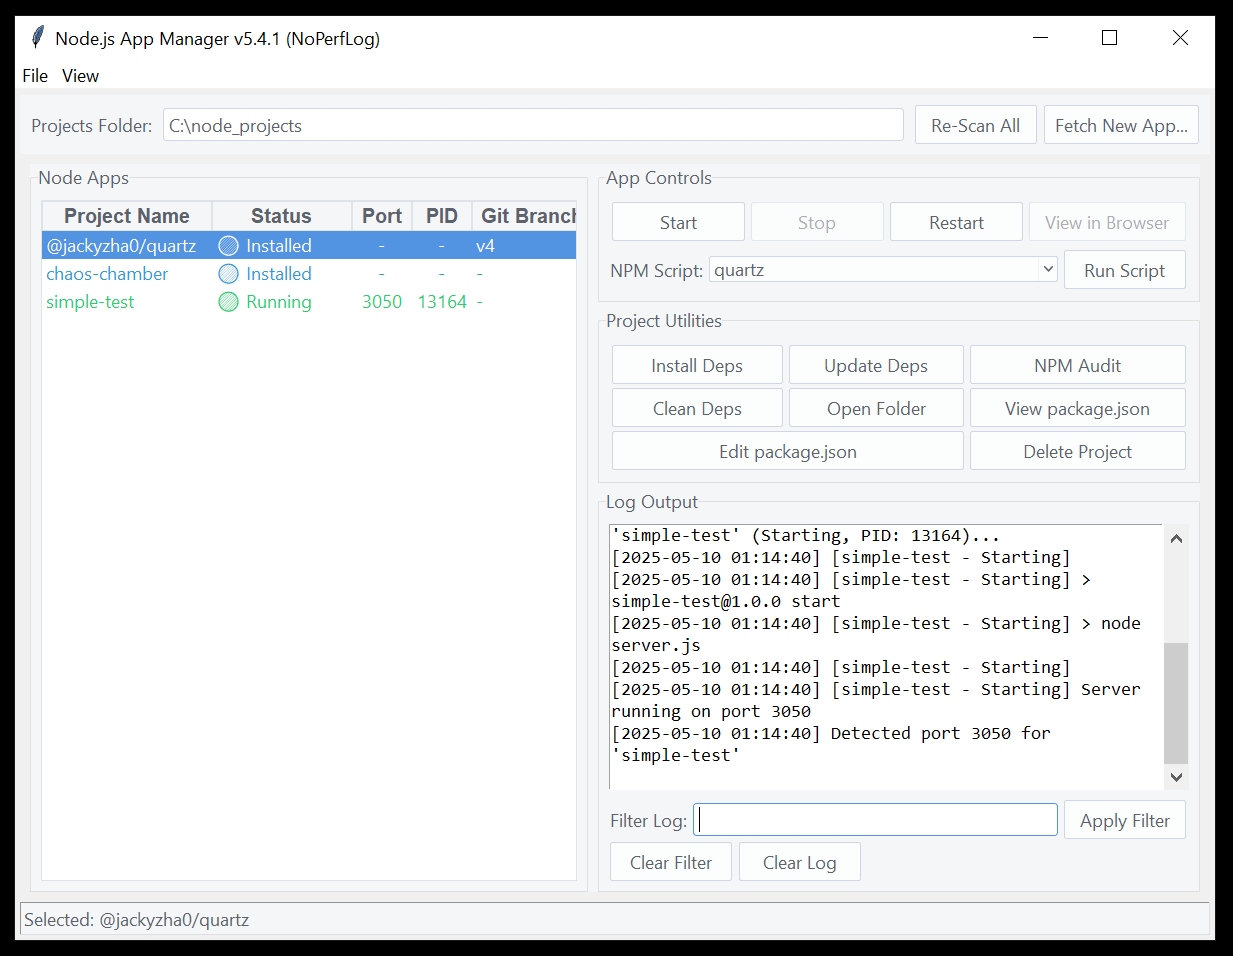 Node.js App Manager v5.4.1 (NoPerfLog)
File View
Projects Folder: C:\node_projects Re-Scan All Fetch New App...
Node Apps
Project Name Status Port PID Git Branch
@jackyzha0/quartz Installed - - v4
chaos-chamber Installed - - -
simple-test Running 3050 13164 -
App Controls
Start Stop Restart View in Browser
NPM Script: quartz Run Script
Project Utilities
Install Deps Update Deps NPM Audit
Clean Deps Open Folder View package.json
Edit package.json Delete Project
Log Output
'simple-test' (Starting, PID: 13164)...
[2025-05-10 01:14:40] [simple-test - Starting]
[2025-05-10 01:14:40] [simple-test - Starting] >
simple-test@1.0.0 start
[2025-05-10 01:14:40] [simple-test - Starting] > node
server.js
[2025-05-10 01:14:40] [simple-test - Starting]
[2025-05-10 01:14:40] [simple-test - Starting] Server
running on port 3050
[2025-05-10 01:14:40] Detected port 3050 for
'simple-test'
Filter Log: Apply Filter
Clear Filter Clear Log
Selected: @jackyzha0/quartz